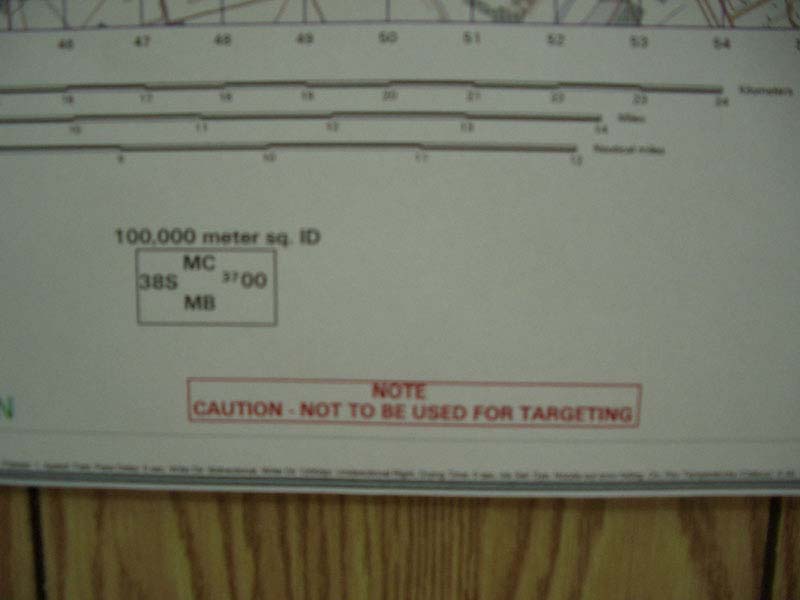 46 47 48 49 50 51 52 53 54
16 17 18 19 20 21 22 23 24 Kilometers
10 11 12 13 14 Miles
9 10 11 12 Nautical miles
100,000 meter sq. ID
MC
38S 3700
MB
N
NOTE
CAUTION - NOT TO BE USED FOR TARGETING